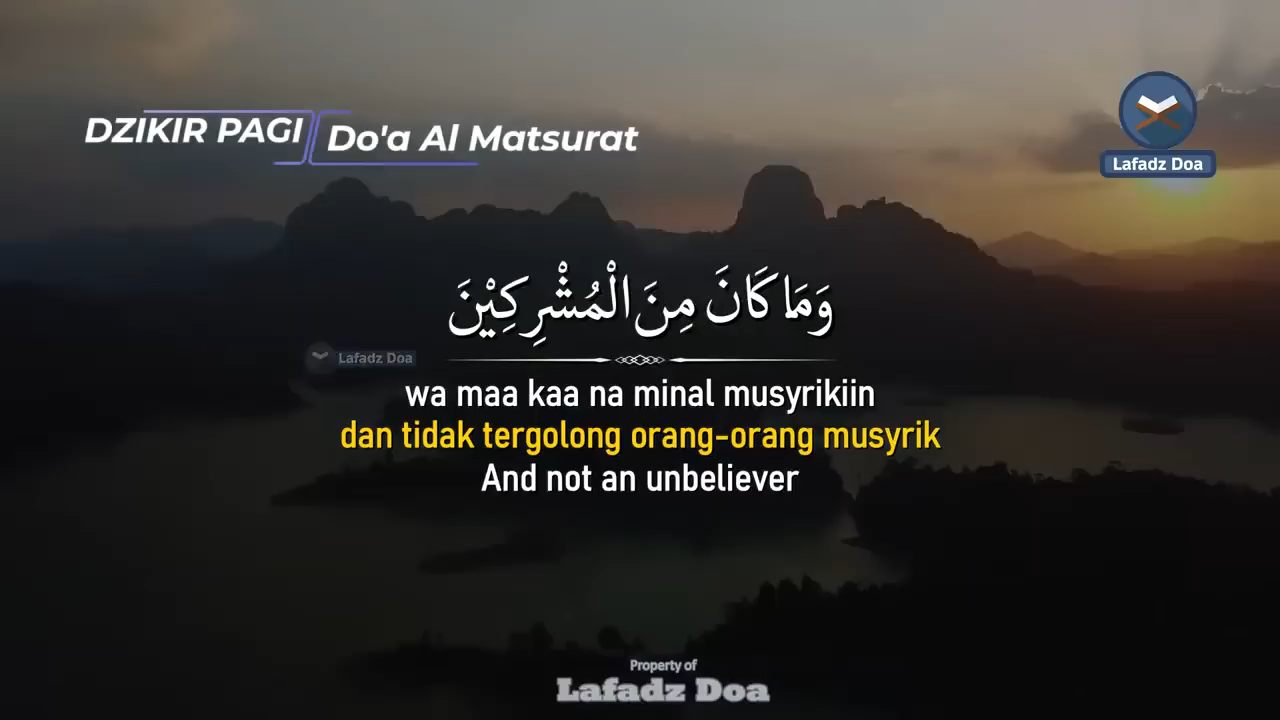 DZIKIR PAGI
Do'a Al Matsurat
Lafadz Doa
وَمَا كَانَ مِنَ الْمُشْرِكِيْنَ
Lafadz Doa
wa maa kaa na minal musyrikiin
dan tidak tergolong orang-orang musyrik
And not an unbeliever
Property of
Lafadz Doa